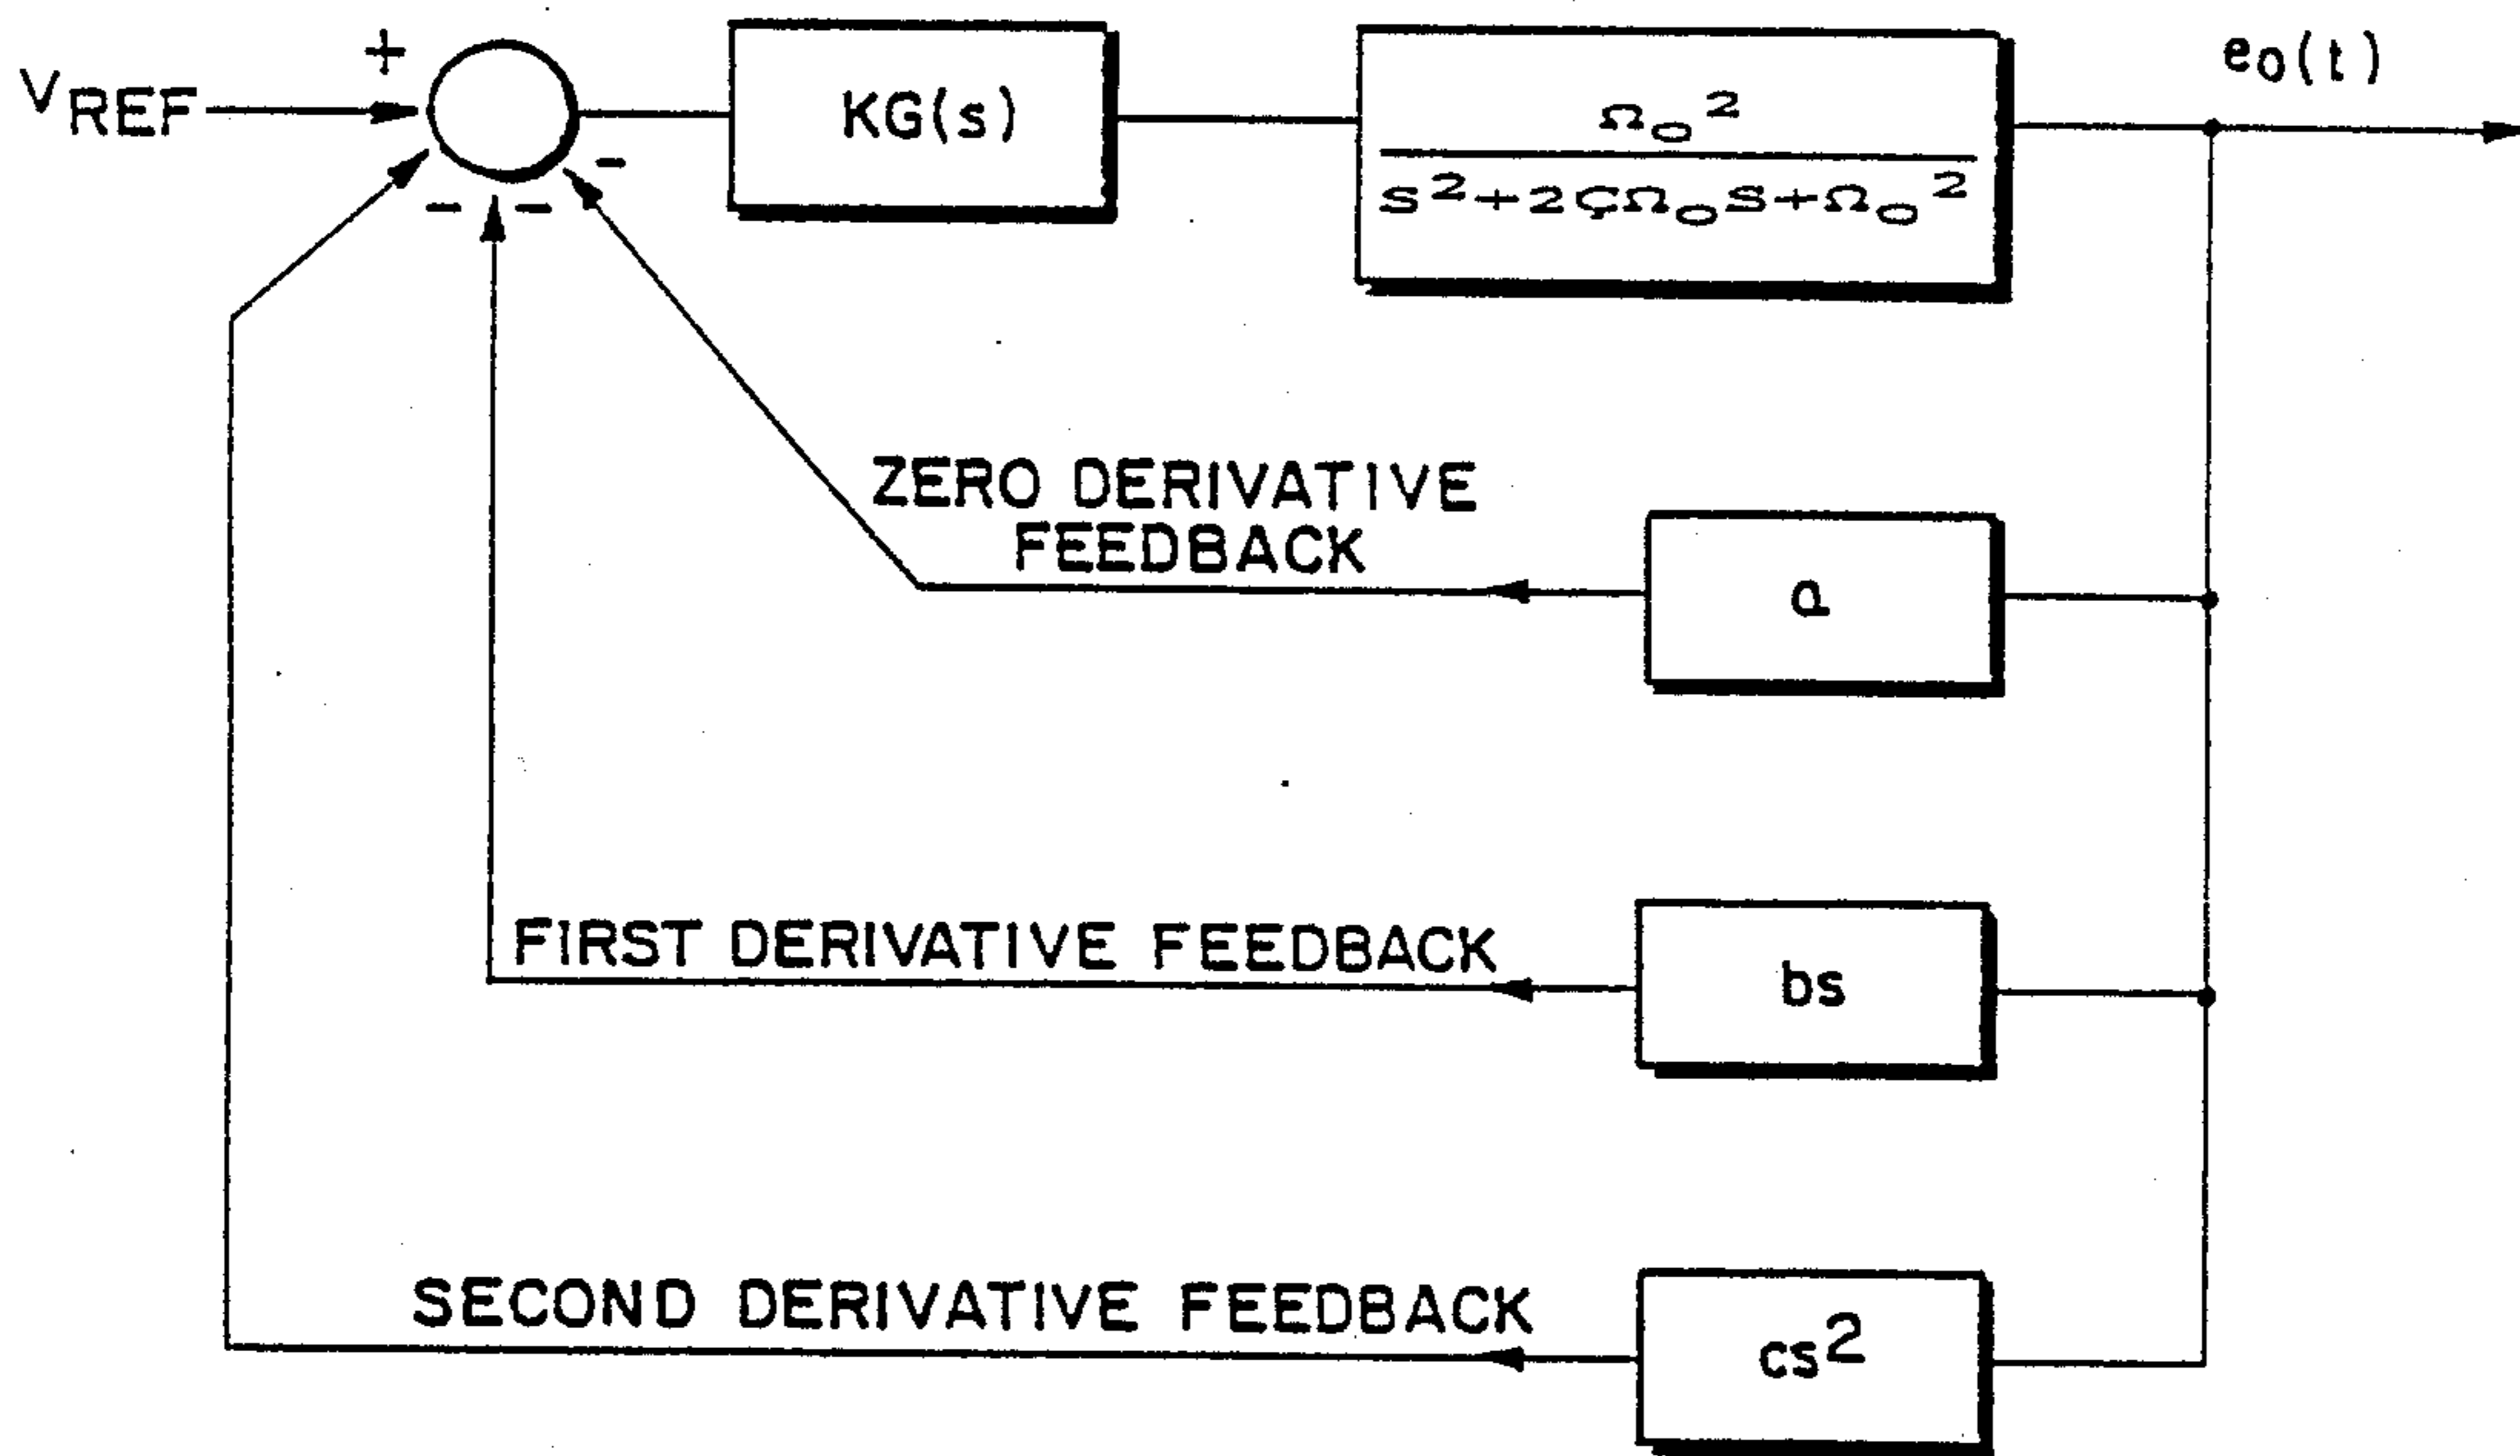 +
VREF
KG(s)
Ω₀²
S²+2ςΩ₀S+Ω₀²
e₀(t)
-
- -
ZERO DERIVATIVE
FEEDBACK
a
FIRST DERIVATIVE FEEDBACK
bs
SECOND DERIVATIVE FEEDBACK
cs²